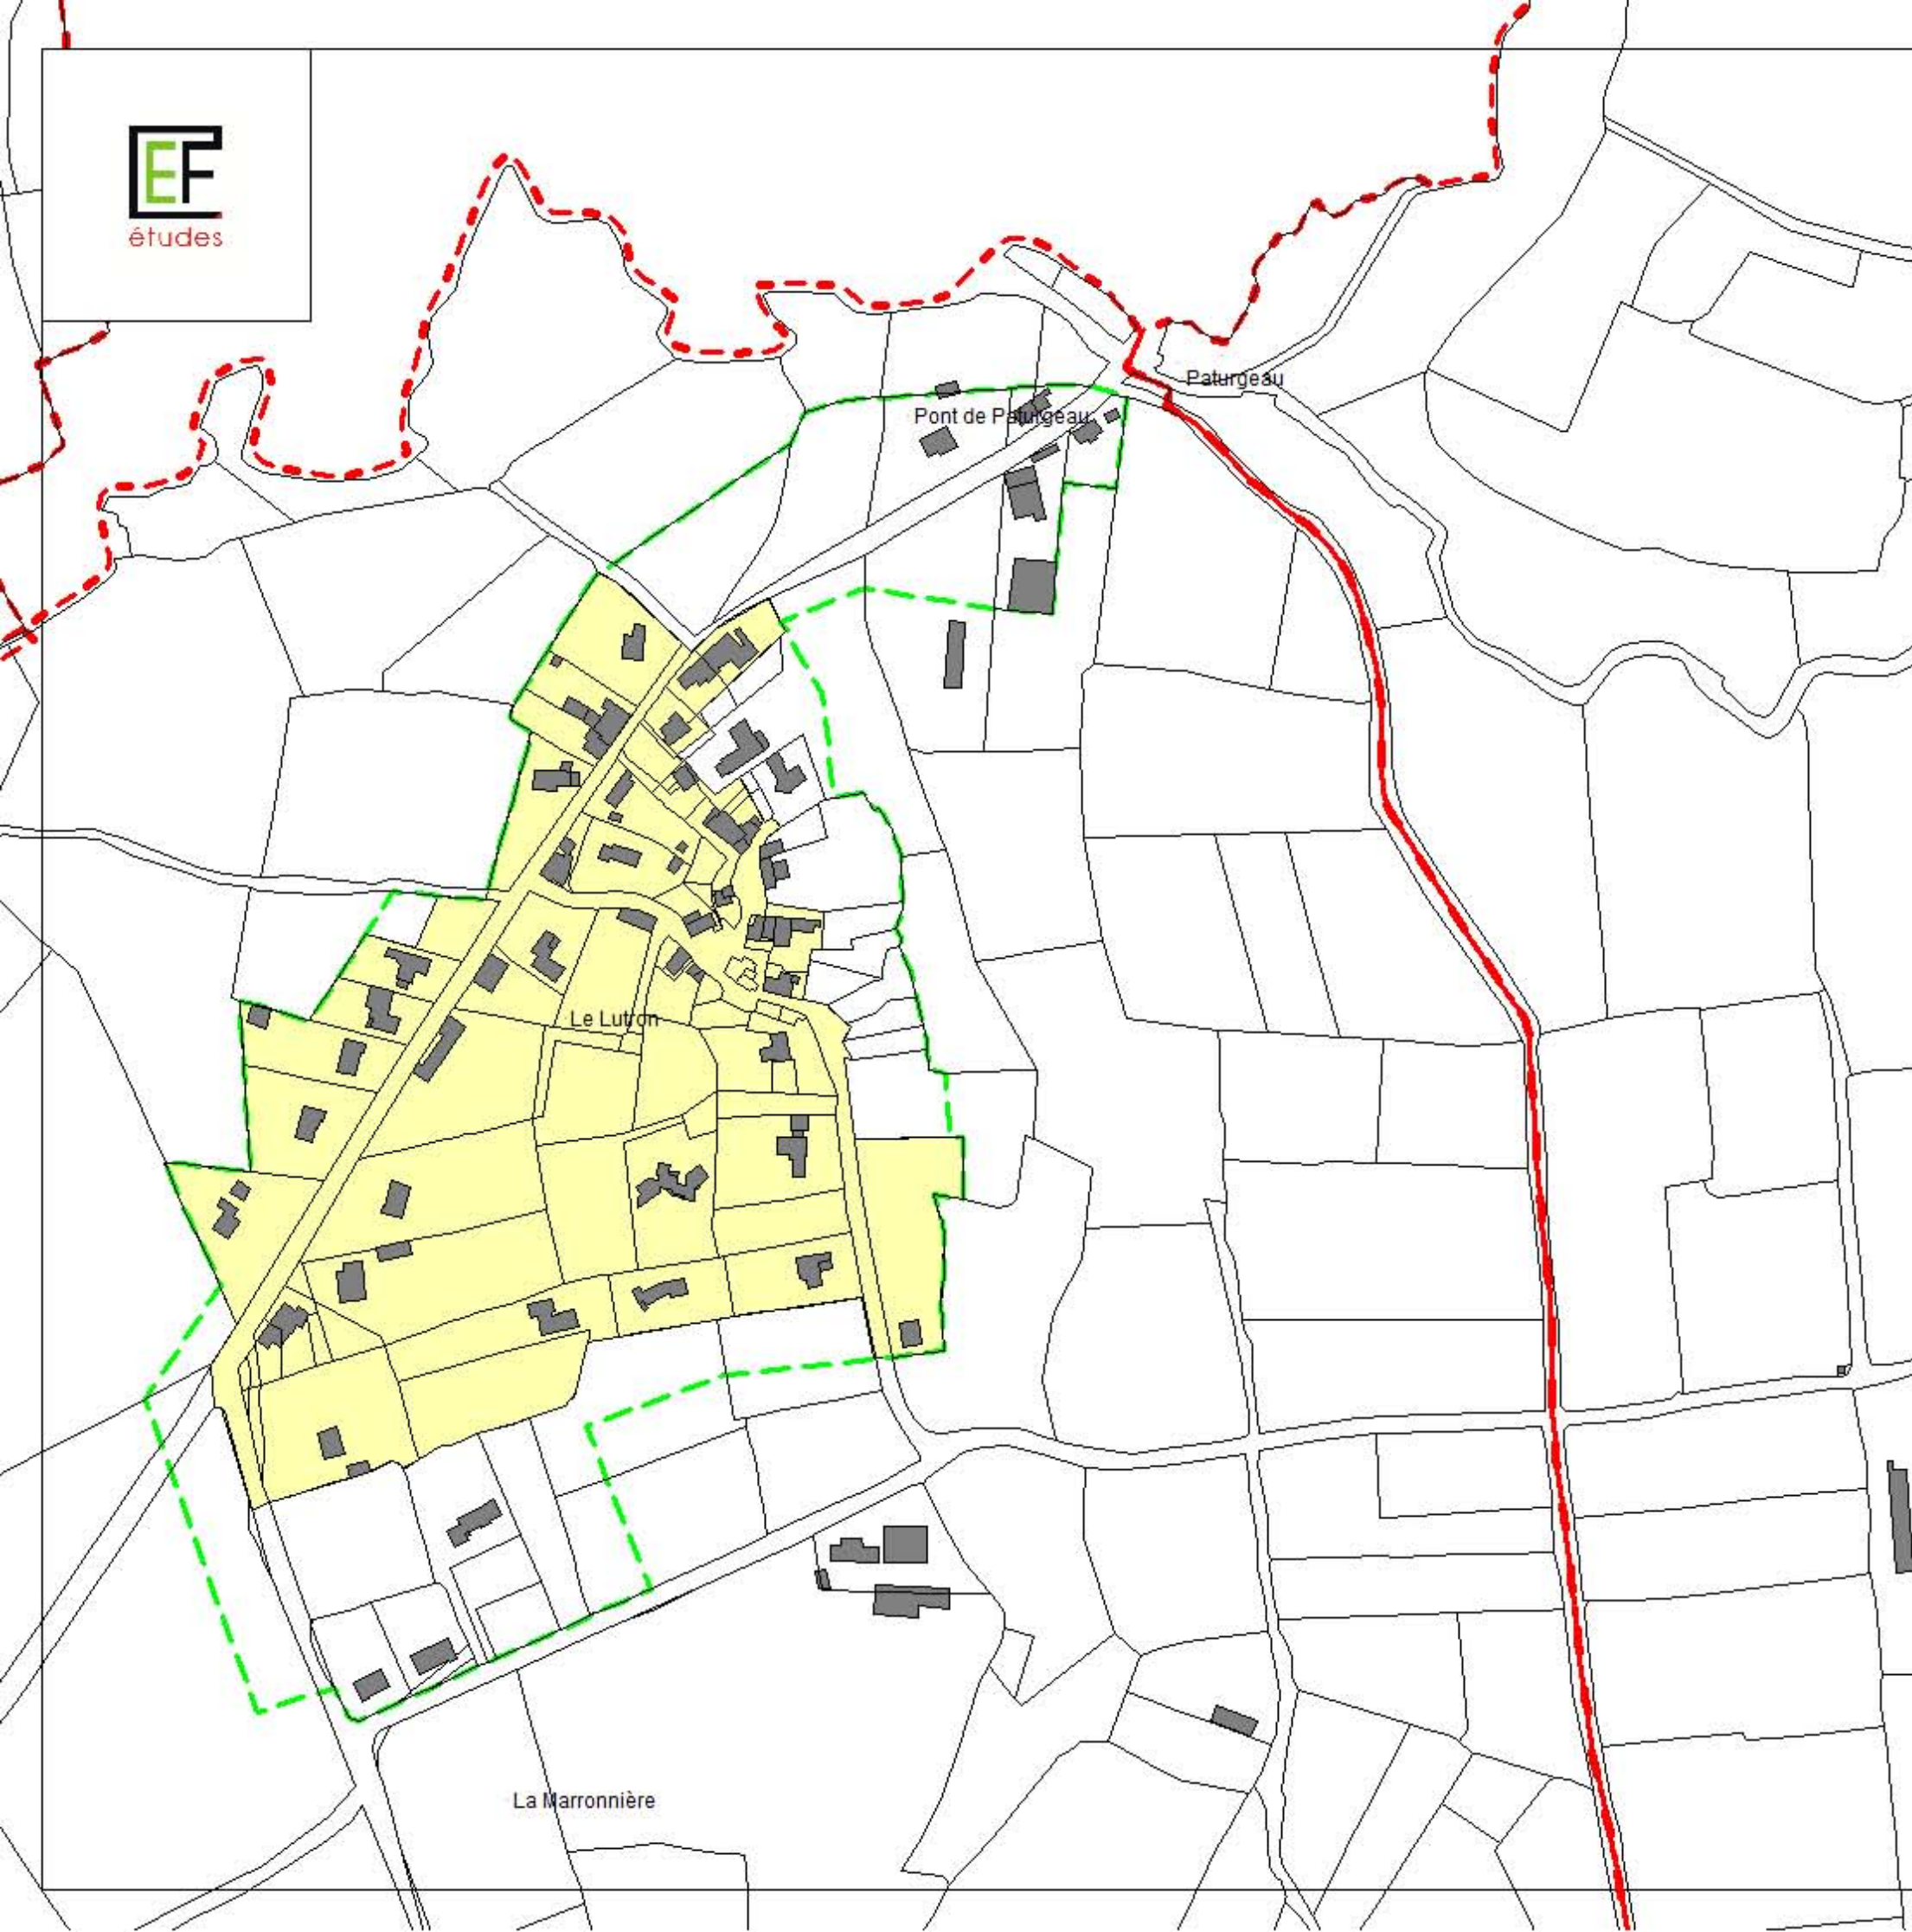 EF
études
Paturgeau
Pont de Paturgeau
Le Lutron
La Marronnière